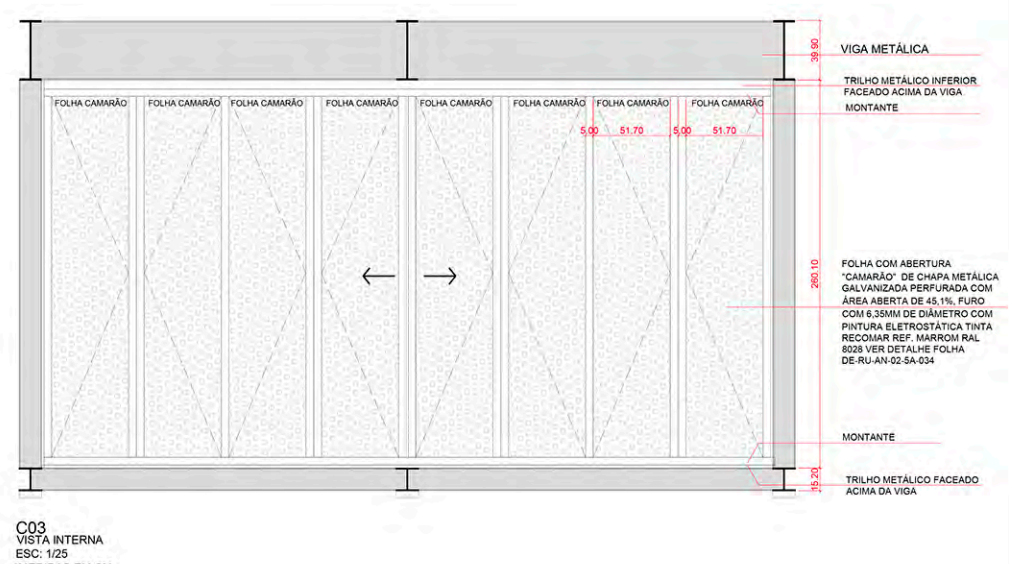 39.90
VIGA METÁLICA
TRILHO METÁLICO INFERIOR
FACEADO ACIMA DA VIGA
MONTANTE
FOLHA CAMARÃO FOLHA CAMARÃO FOLHA CAMARÃO FOLHA CAMARÃO FOLHA CAMARÃO FOLHA CAMARÃO FOLHA CAMARÃO FOLHA CAMARÃO
5,00 51.70 5,00 51.70
260.10
FOLHA COM ABERTURA
"CAMARÃO" DE CHAPA METÁLICA
GALVANIZADA PERFURADA COM
ÁREA ABERTA DE 45,1%, FURO
COM 6,35MM DE DIÂMETRO COM
PINTURA ELETROSTÁTICA TINTA
RECOMAR REF. MARROM RAL
8028 VER DETALHE FOLHA
DE-RU-AN-02-5A-034
MONTANTE
15.20
TRILHO METÁLICO FACEADO
ACIMA DA VIGA
C03
VISTA INTERNA
ESC: 1/25